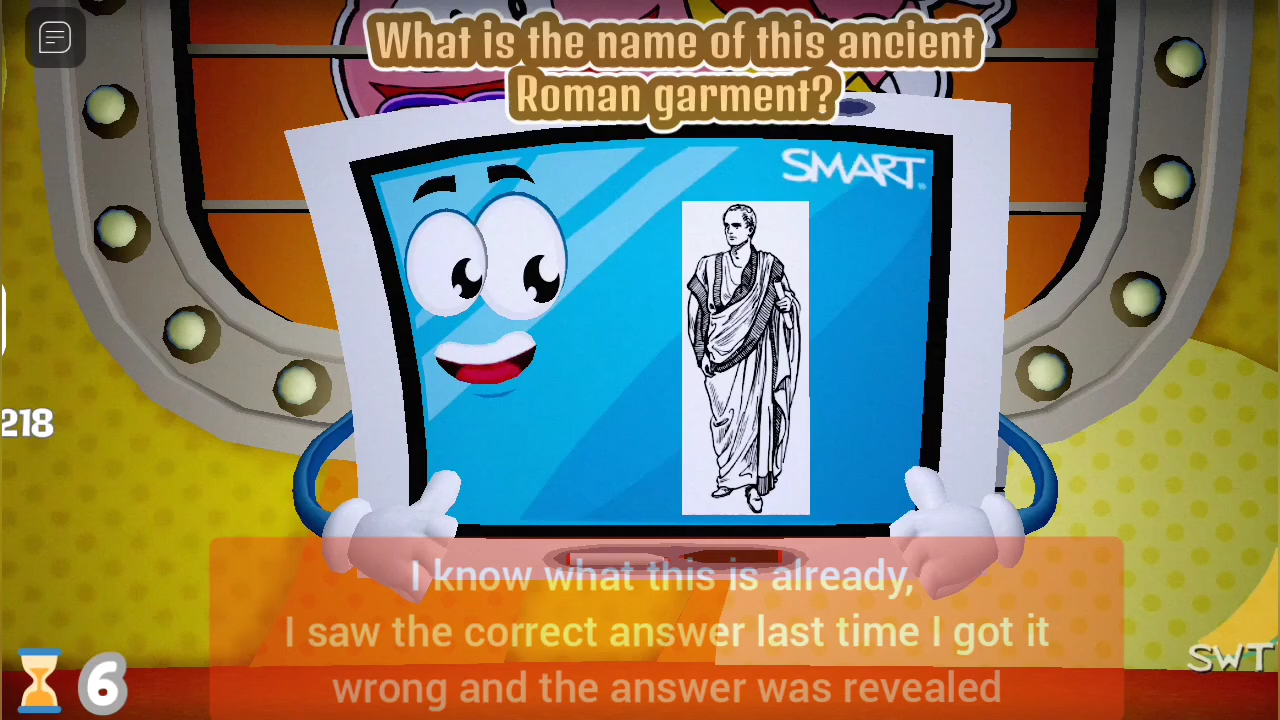 What is the name of this ancient
Roman garment?
SMART
218
I know what this is already,
I saw the correct answer last time I got it
wrong and the answer was revealed
6
SWT